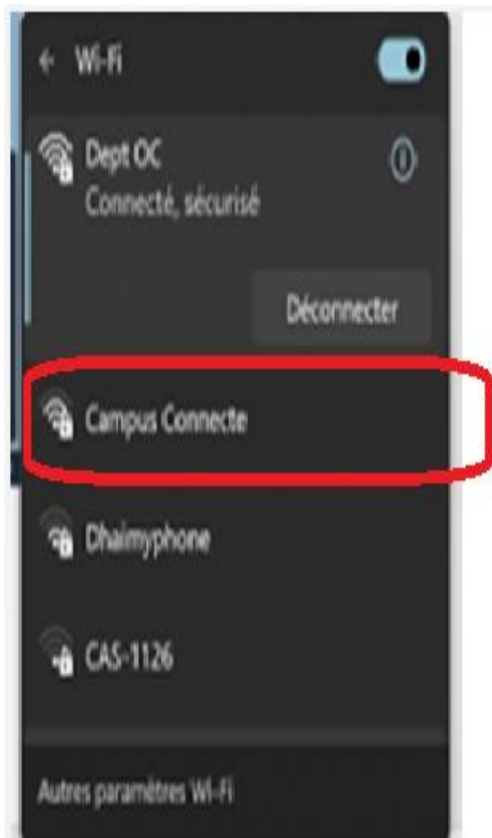 Wi-Fi
Dept OC
Connecté, sécurisé
Déconnecter
Campus Connecte
Dhaimyphone
CAS-1126
Autres paramètres Wi-Fi